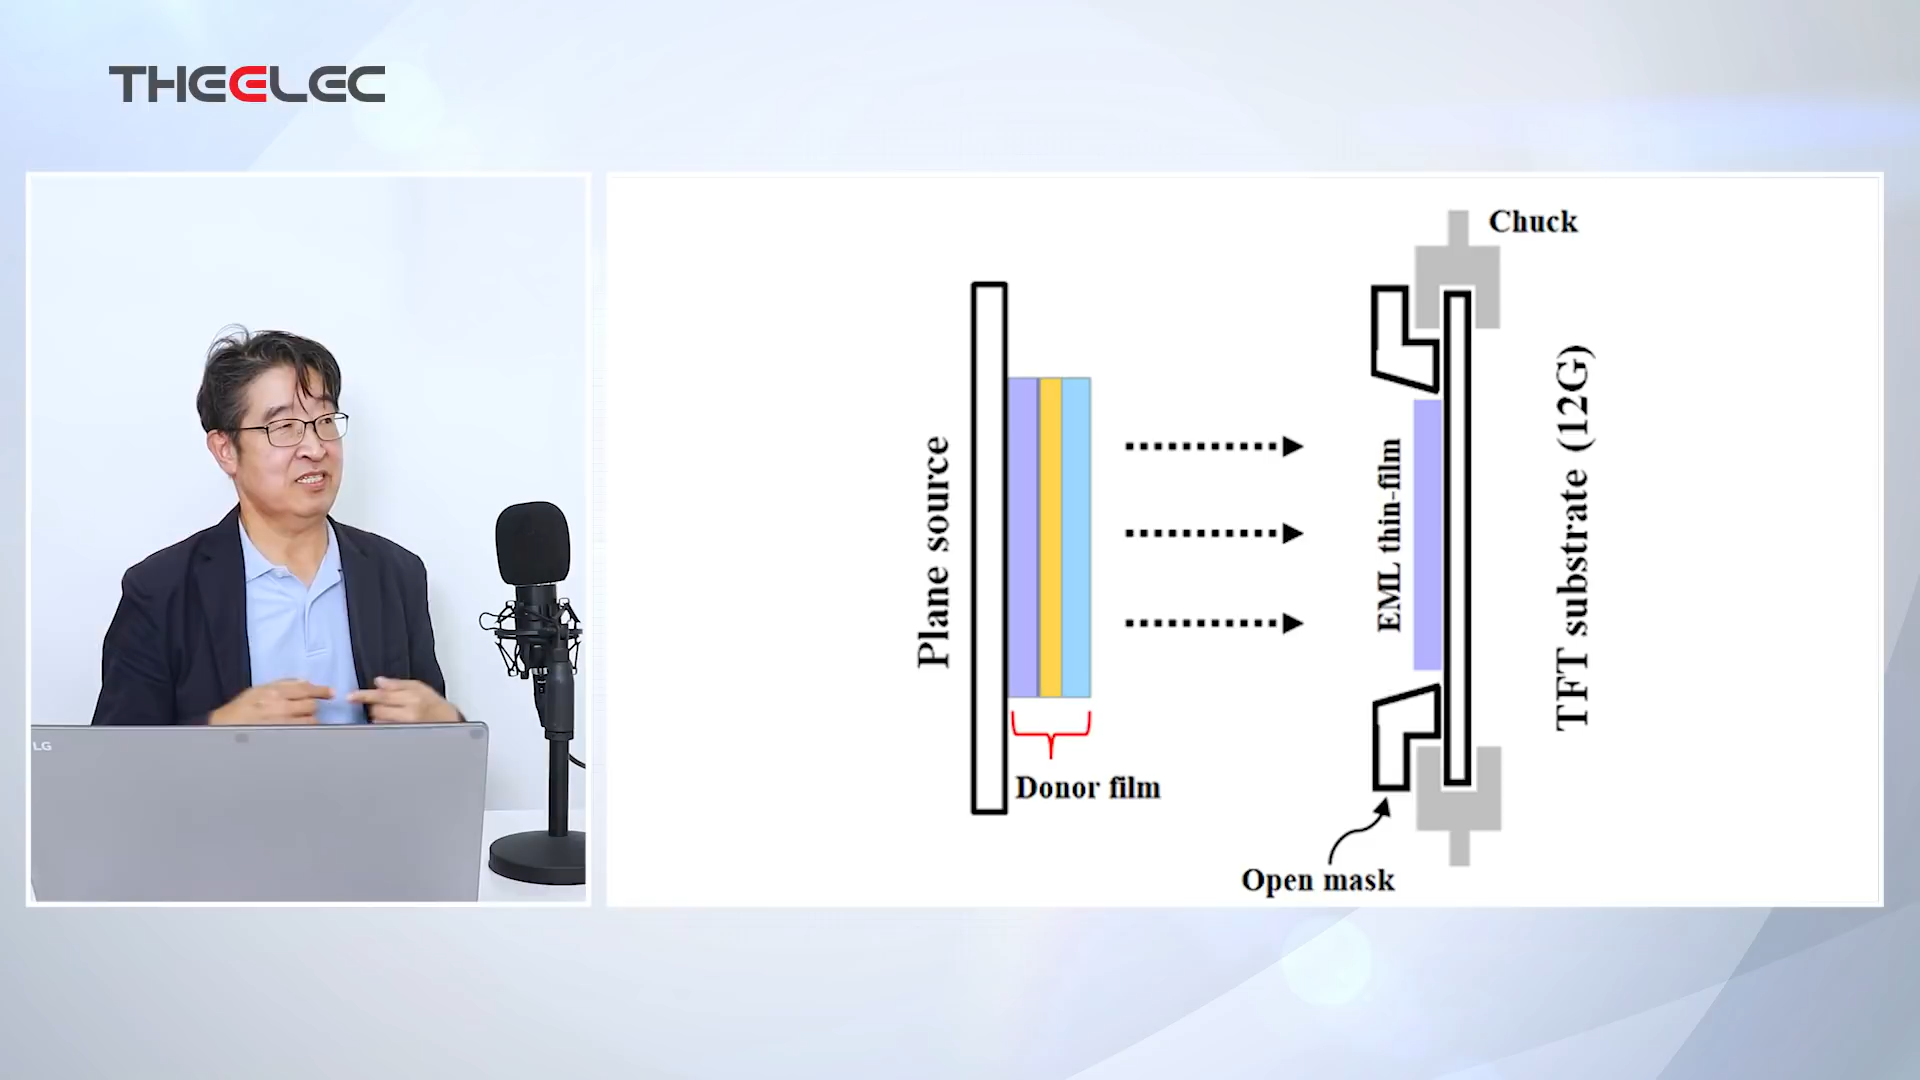 THEELEC
LG
Chuck
Plane source
EML thin-film
TFT substrate (12G)
Donor film
Open mask